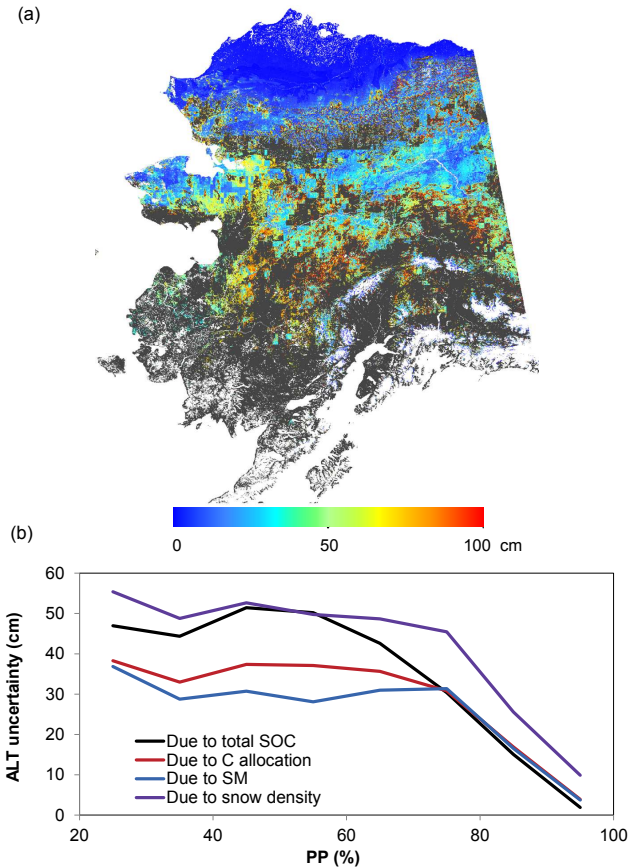 (a)
0 50 100 cm
(b)
60
50
40
30
20
10
0
ALT uncertainty (cm)
Due to total SOC
Due to C allocation
Due to SM
Due to snow density
20 40 60 80 100
PP (%)